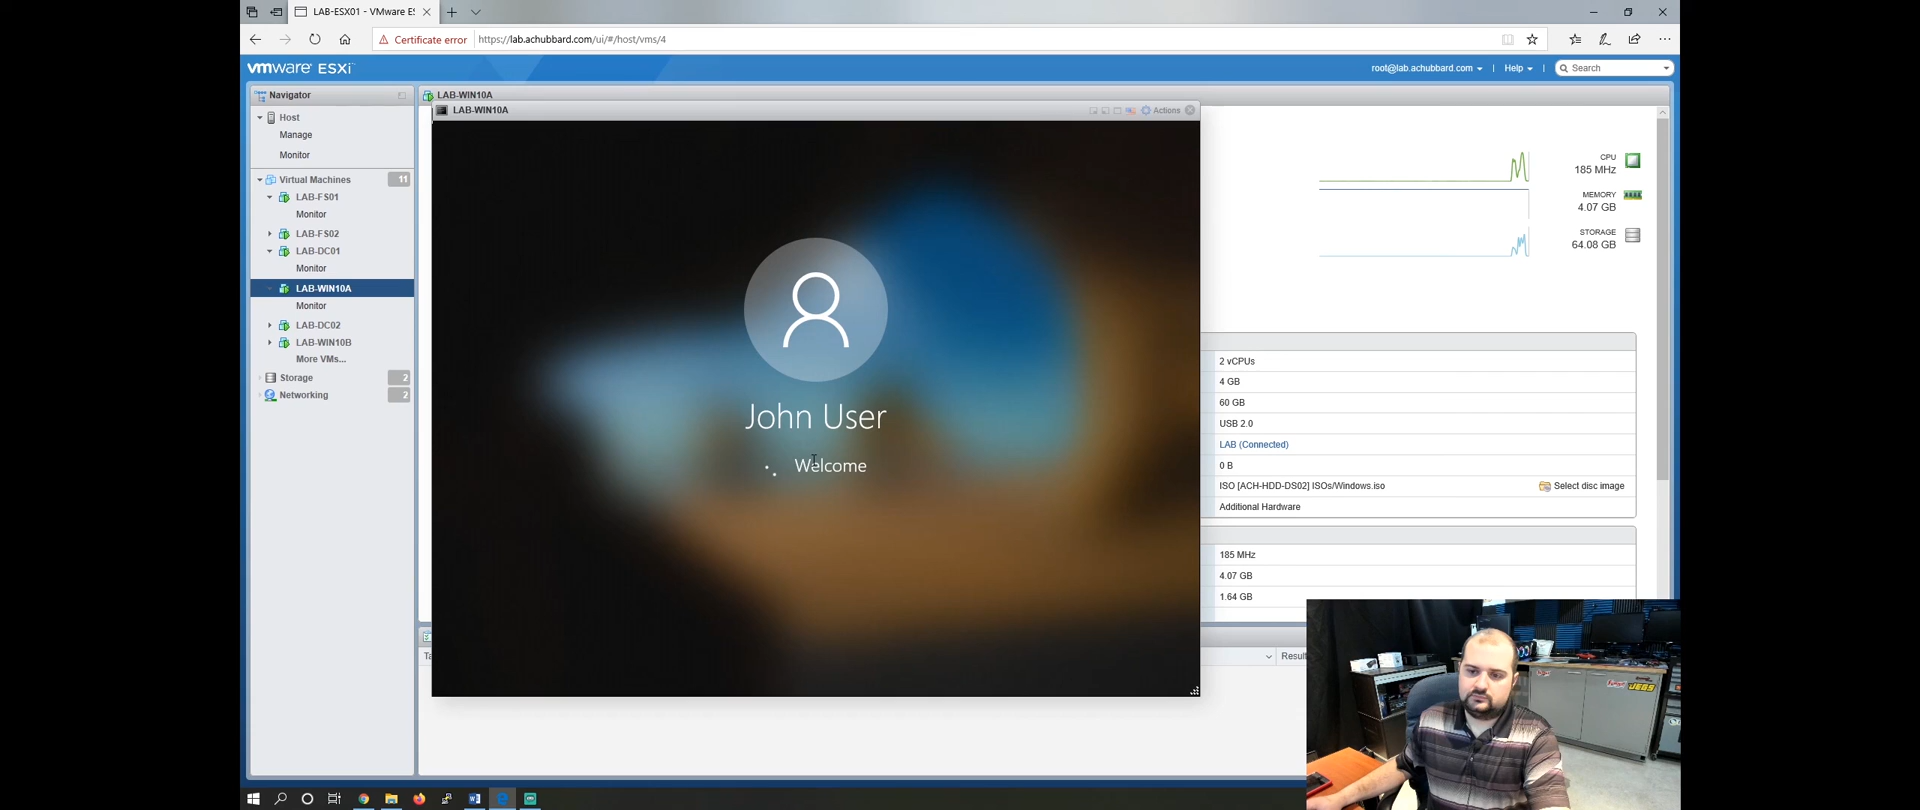 LAB-ESX01 - VMware ES
Certificate error
https://lab.achubbard.com/ui/#/host/vms/4
vmware ESXi
root@lab.achubbard.com
Help
Search
Navigator
LAB-WIN10A
Host
Manage
Monitor
Virtual Machines 11
LAB-FS01
Monitor
LAB-FS02
LAB-DC01
Monitor
LAB-WIN10A
Monitor
LAB-DC02
LAB-WIN10B
More VMs...
Storage 2
Networking 2
LAB-WIN10A
Actions
John User
Welcome
CPU
185 MHz
MEMORY
4.07 GB
STORAGE
64.08 GB
2 vCPUs
4 GB
60 GB
USB 2.0
LAB (Connected)
0 B
ISO [ACH-HDD-DS02] ISOs/Windows.iso
Select disc image
Additional Hardware
185 MHz
4.07 GB
1.64 GB
JEGS